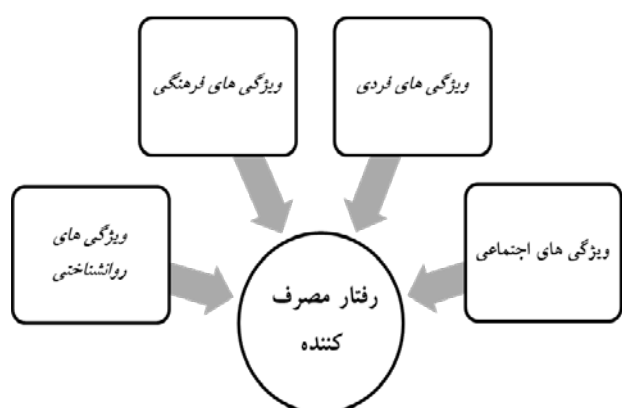 ویژگی های فردی
ویژگی های فرهنگی
ویژگی های اجتماعی
ویژگی های
روانشناختی
رفتار مصرف
کننده